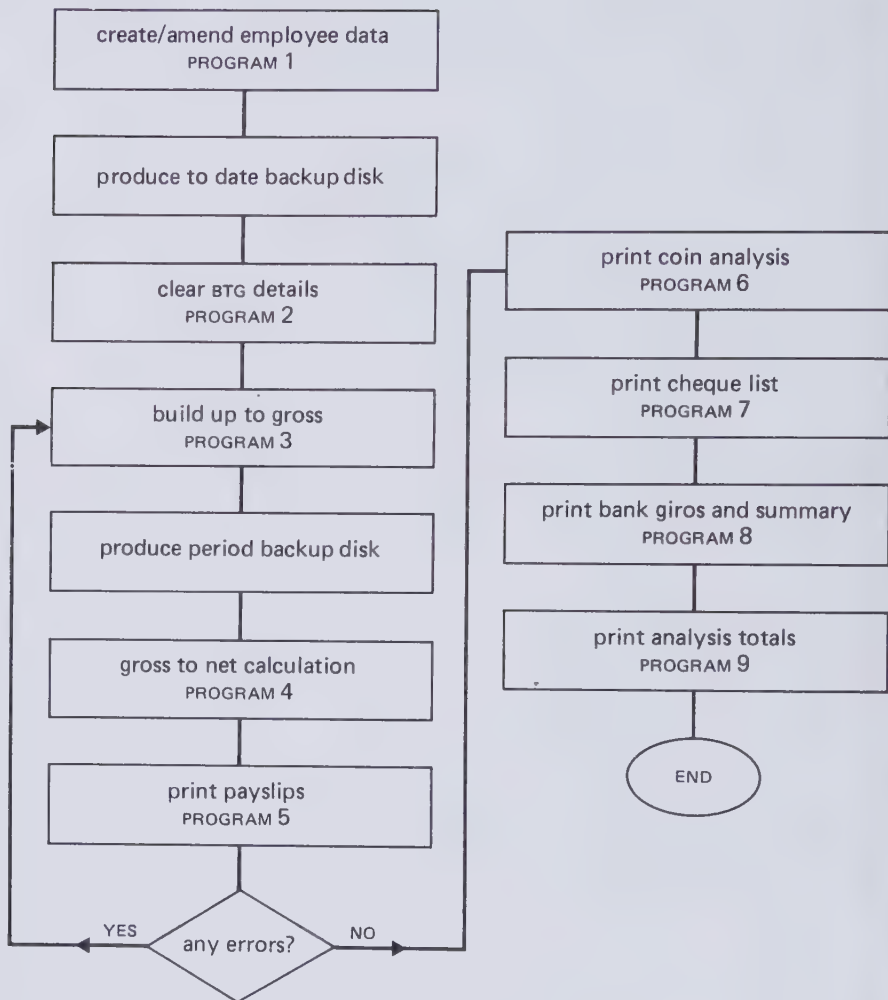 create/amend employee data
PROGRAM 1
produce to date backup disk
clear BTG details
PROGRAM 2
build up to gross
PROGRAM 3
produce period backup disk
gross to net calculation
PROGRAM 4
print payslips
PROGRAM 5
YES
any errors?
NO
print coin analysis
PROGRAM 6
print cheque list
PROGRAM 7
print bank giros and summary
PROGRAM 8
print analysis totals
PROGRAM 9
END